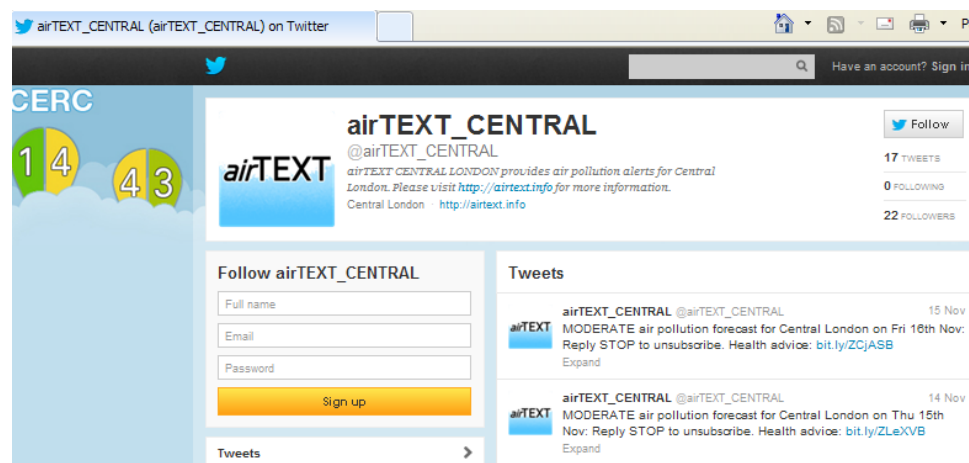 airTEXT_CENTRAL (airTEXT_CENTRAL) on Twitter
P
Have an account? Sign in
CERC
1 4
4 3
airTEXT
airTEXT_CENTRAL
@airTEXT_CENTRAL
airTEXT CENTRAL LONDON provides air pollution alerts for Central
London. Please visit http://airtext.info for more information.
Central London · http://airtext.info
Follow
17 TWEETS
0 FOLLOWING
22 FOLLOWERS
Follow airTEXT_CENTRAL
Full name
Email
Password
Sign up
Tweets
Tweets
airTEXT
airTEXT_CENTRAL @airTEXT_CENTRAL 15 Nov
MODERATE air pollution forecast for Central London on Fri 16th Nov:
Reply STOP to unsubscribe. Health advice: bit.ly/ZCjASB
Expand
airTEXT
airTEXT_CENTRAL @airTEXT_CENTRAL 14 Nov
MODERATE air pollution forecast for Central London on Thu 15th
Nov: Reply STOP to unsubscribe. Health advice: bit.ly/ZLeXVB
Expand